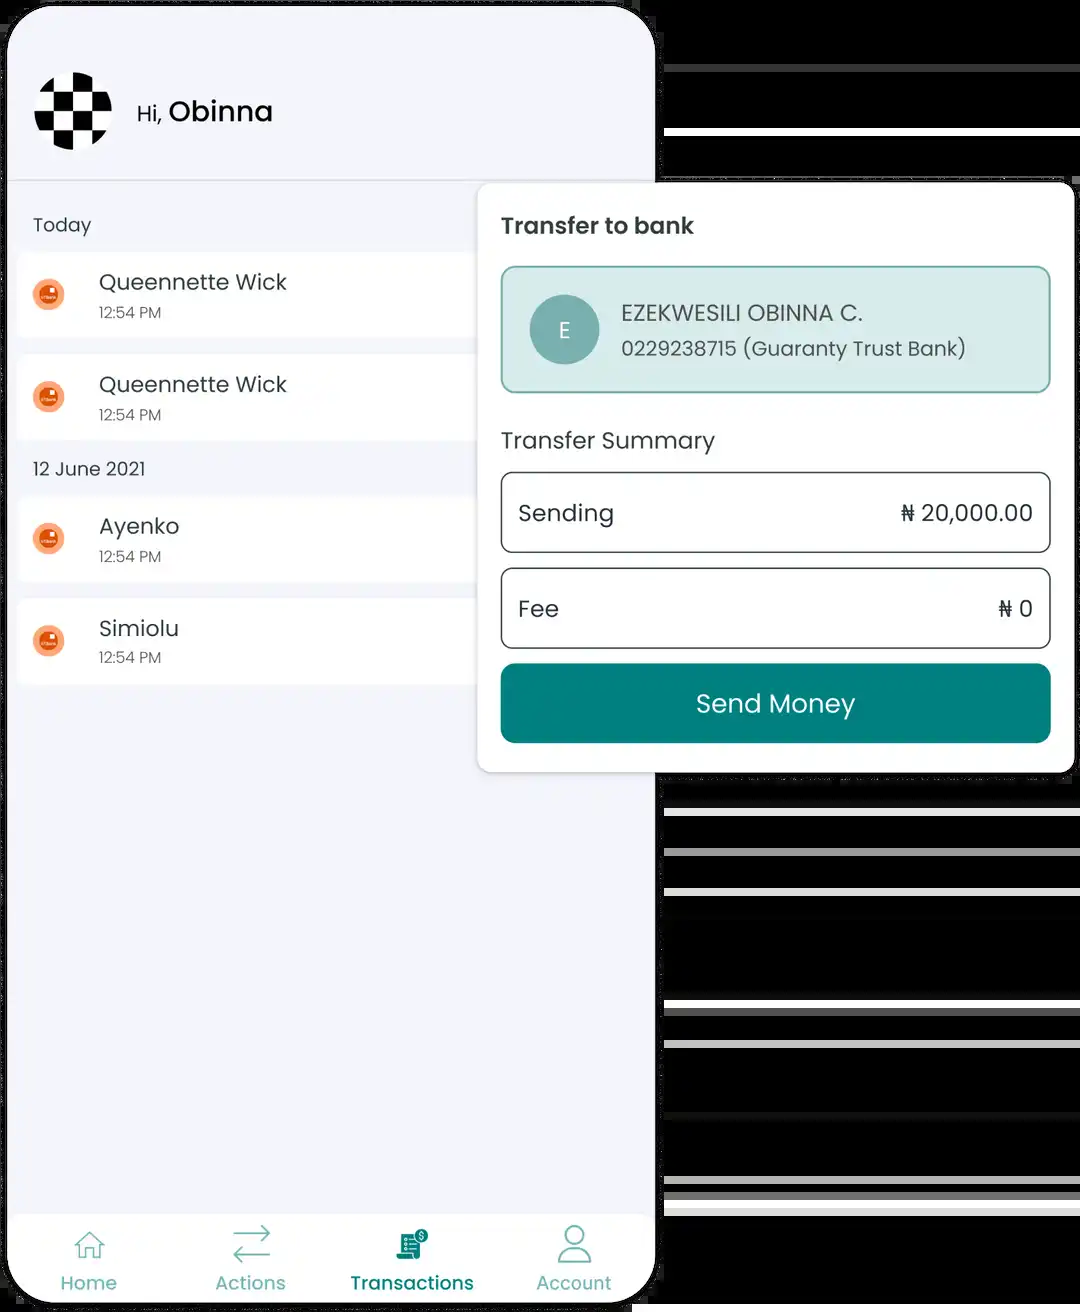 Hi, Obinna
Today
Queennette Wick
12:54 PM
Queennette Wick
12:54 PM
12 June 2021
Ayenko
12:54 PM
Simiolu
12:54 PM
Transfer to bank
E
EZEKWESILI OBINNA C.
0229238715 (Guaranty Trust Bank)
Transfer Summary
Sending ₦ 20,000.00
Fee ₦ 0
Send Money
Home Actions Transactions Account